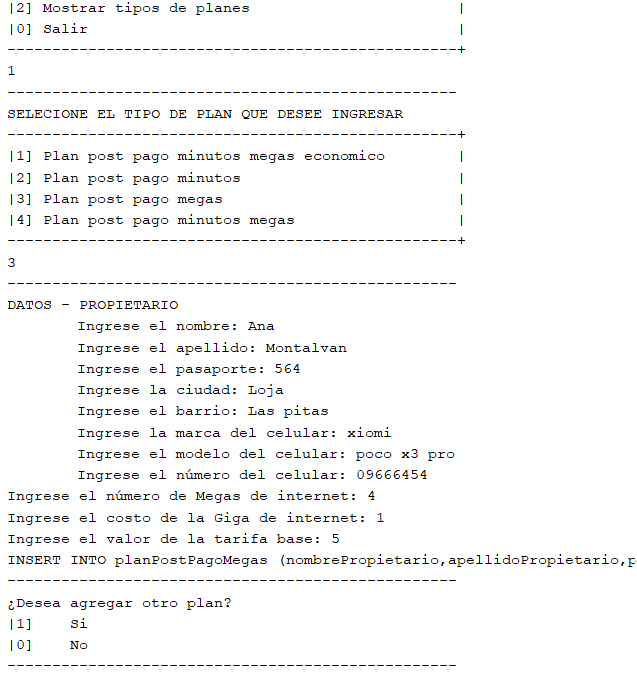 |2] Mostrar tipos de planes |
|0] Salir |
--------------------------------------------------+
1
--------------------------------------------------
SELECIONE EL TIPO DE PLAN QUE DESEE INGRESAR
--------------------------------------------------+
|1] Plan post pago minutos megas economico |
|2] Plan post pago minutos |
|3] Plan post pago megas |
|4] Plan post pago minutos megas |
--------------------------------------------------+
3
--------------------------------------------------
DATOS - PROPIETARIO
Ingrese el nombre: Ana
Ingrese el apellido: Montalvan
Ingrese el pasaporte: 564
Ingrese la ciudad: Loja
Ingrese el barrio: Las pitas
Ingrese la marca del celular: xiomi
Ingrese el modelo del celular: poco x3 pro
Ingrese el número del celular: 09666454
Ingrese el número de Megas de internet: 4
Ingrese el costo de la Giga de internet: 1
Ingrese el valor de la tarifa base: 5
INSERT INTO planPostPagoMegas (nombrePropietario,apellidoPropietario,p
--------------------------------------------------
¿Desea agregar otro plan?
|1] Si
|0] No
--------------------------------------------------